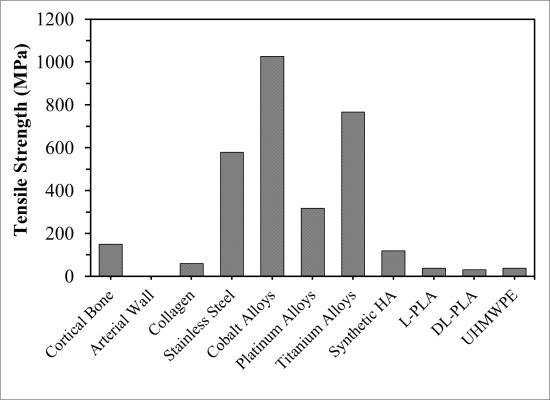 1200
1000
800
600
400
200
0
Tensile Strength (MPa)
Cortical Bone
Arterial Wall
Collagen
Stainless Steel
Cobalt Alloys
Platinum Alloys
Titanium Alloys
Synthetic HA
L-PLA
DL-PLA
UHMWPE